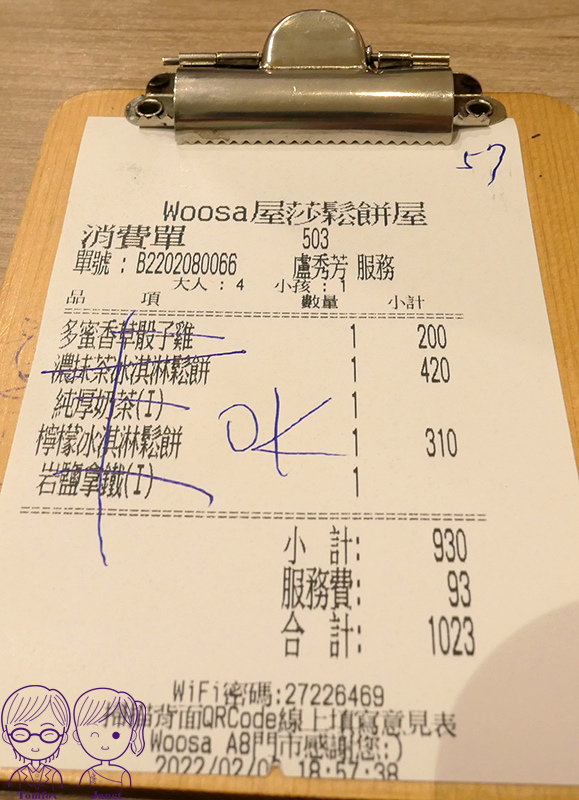 57
Woosa屋莎鬆餅屋
消費單 503
單號 : B2202080066 盧秀芳 服務
大人 : 4 小孩 : 1
品 項 數量 小計
多蜜香草骰子雞 1 200
濃抹茶冰淇淋鬆餅 1 420
純厚奶茶(I) 1
OK
檸檬冰淇淋鬆餅 1 310
岩鹽拿鐵(I) 1
小 計: 930
服務費: 93
合 計: 1023
WiFi密碼:27226469
掃描背面QRCode線上填寫意見表
Woosa A8門市感謝您:)
2022/02/0 18:57:38